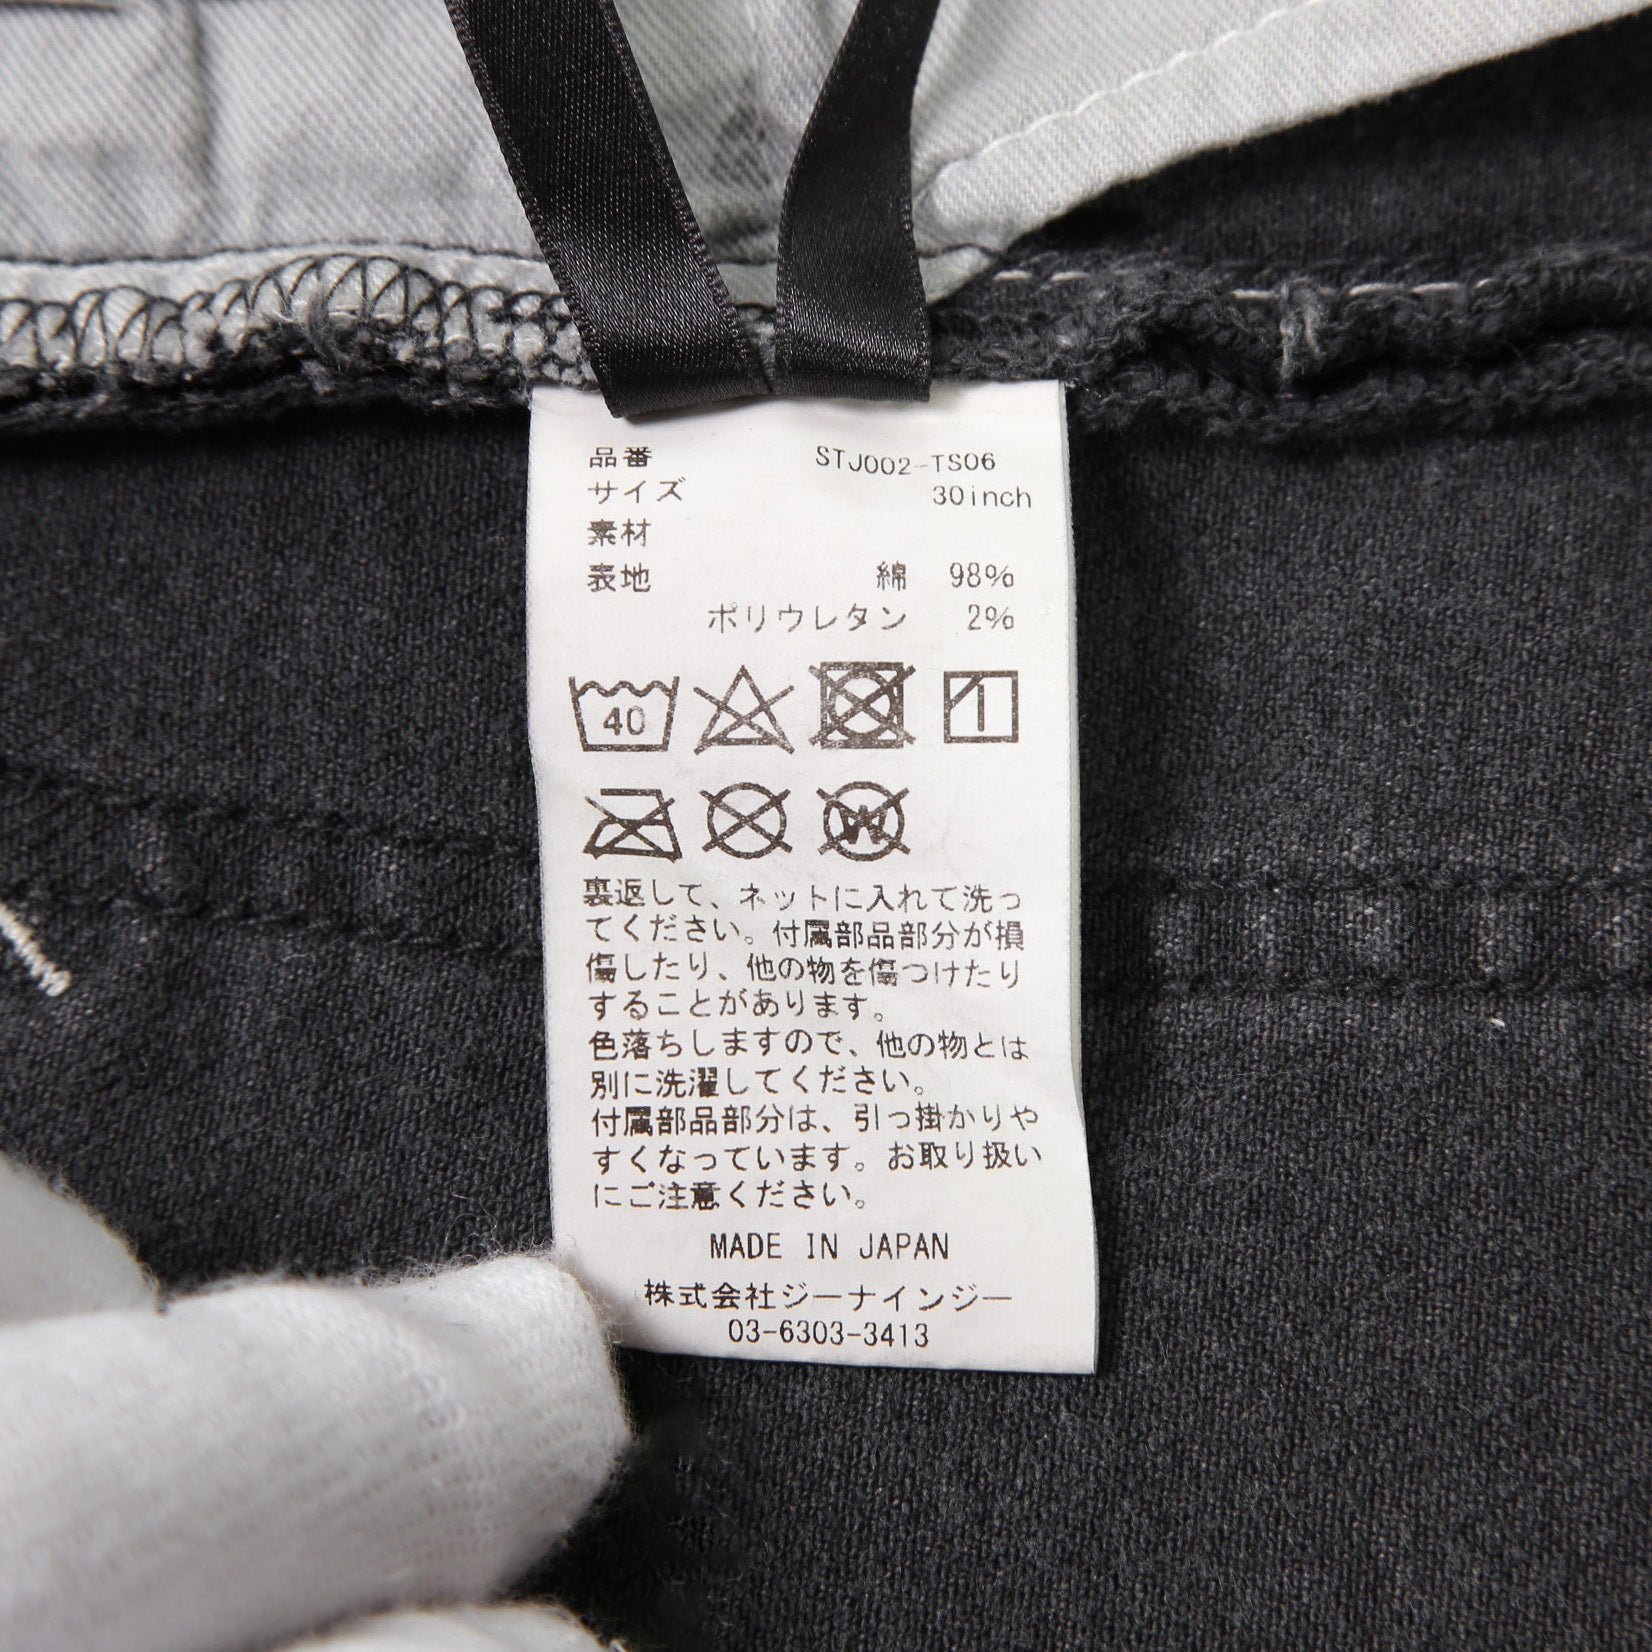 品番 STJ002-TS06
サイズ 30inch
素材
表地 綿 98%
ポリウレタン 2%
40
W
裏返して、ネットに入れて洗っ
てください。付属部品部分が損
傷したり、他の物を傷つけたり
することがあります。
色落ちしますので、他の物とは
別に洗濯してください。
付属部品部分は、引っ掛かりや
すくなっています。お取り扱い
にご注意ください。
MADE IN JAPAN
株式会社ジーナインジー
03-6303-3413